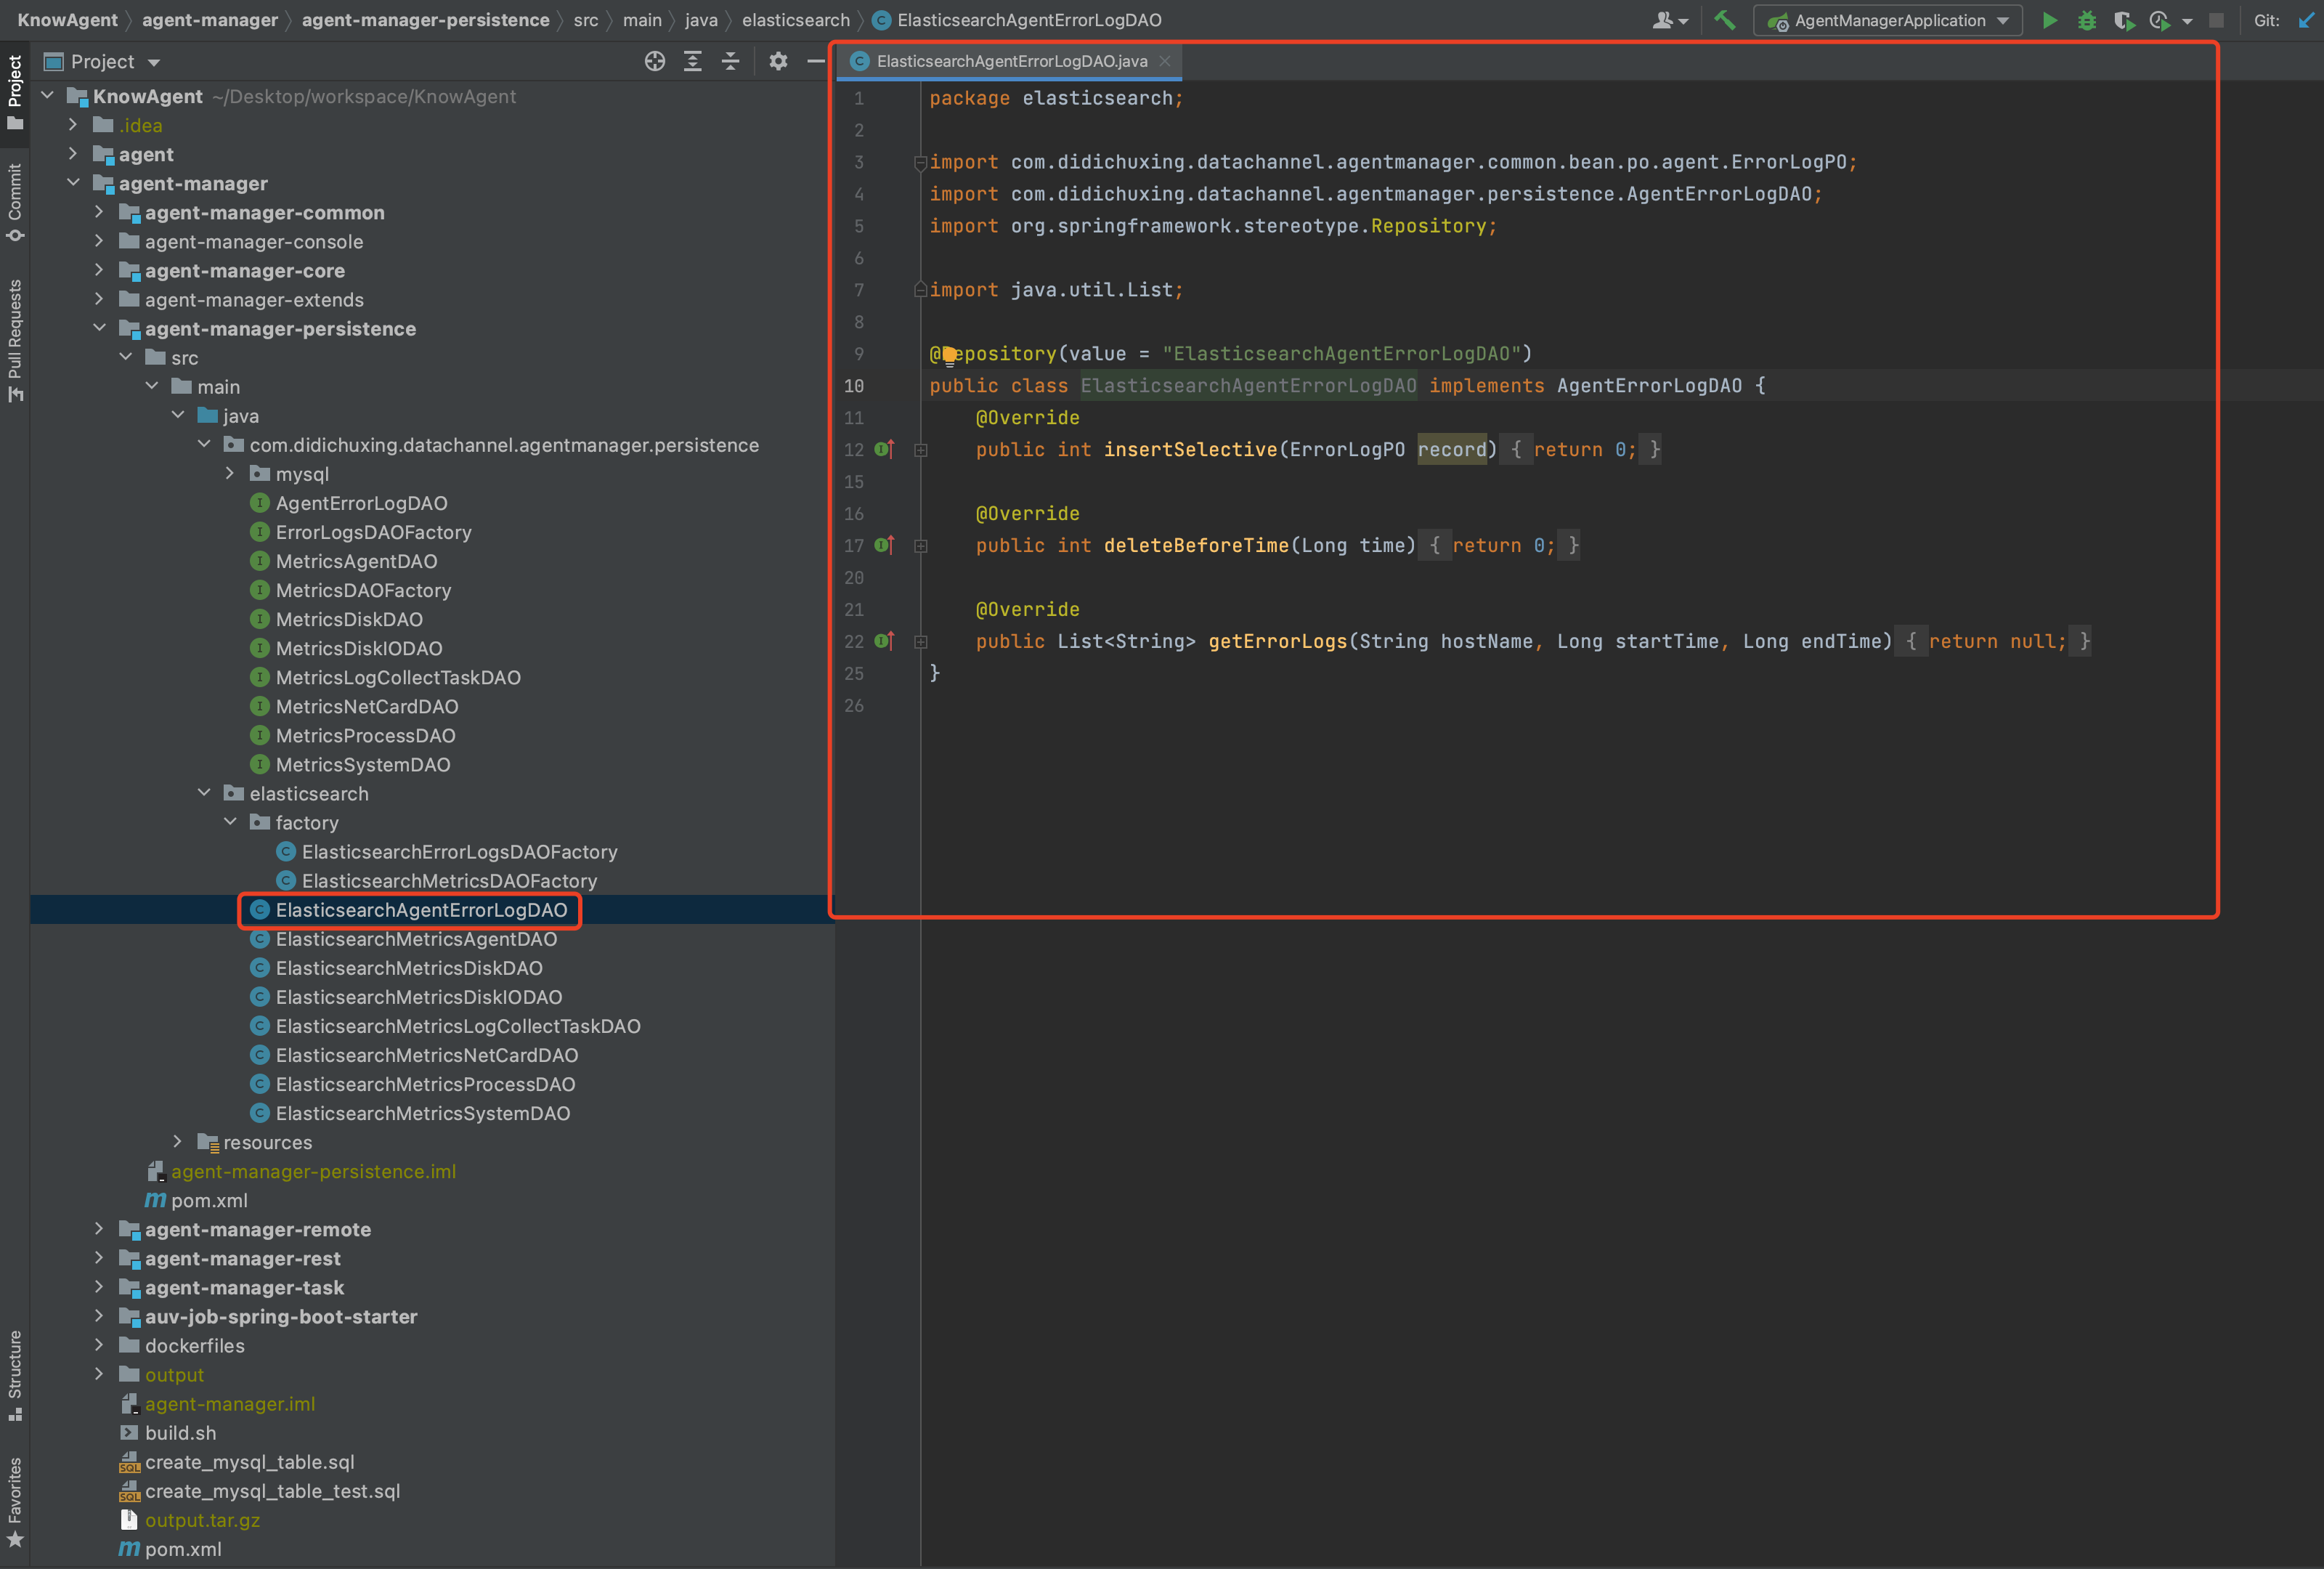 KnowAgent agent-manager agent-manager-persistence src main java elasticsearch ElasticsearchAgentErrorLogDAO AgentManagerApplication Git:
Project
Commit
Pull Requests
Structure
Favorites
Project
KnowAgent ~/Desktop/workspace/KnowAgent
.idea
agent
agent-manager
agent-manager-common
agent-manager-console
agent-manager-core
agent-manager-extends
agent-manager-persistence
src
main
java
com.didichuxing.datachannel.agentmanager.persistence
mysql
AgentErrorLogDAO
ErrorLogsDAOFactory
MetricsAgentDAO
MetricsDAOFactory
MetricsDiskDAO
MetricsDiskIODAO
MetricsLogCollectTaskDAO
MetricsNetCardDAO
MetricsProcessDAO
MetricsSystemDAO
elasticsearch
factory
ElasticsearchErrorLogsDAOFactory
ElasticsearchMetricsDAOFactory
ElasticsearchAgentErrorLogDAO
ElasticsearchMetricsAgentDAO
ElasticsearchMetricsDiskDAO
ElasticsearchMetricsDiskIODAO
ElasticsearchMetricsLogCollectTaskDAO
ElasticsearchMetricsNetCardDAO
ElasticsearchMetricsProcessDAO
ElasticsearchMetricsSystemDAO
resources
agent-manager-persistence.iml
pom.xml
agent-manager-remote
agent-manager-rest
agent-manager-task
auv-job-spring-boot-starter
dockerfiles
output
agent-manager.iml
build.sh
create_mysql_table.sql
create_mysql_table_test.sql
output.tar.gz
pom.xml
ElasticsearchAgentErrorLogDAO.java
1 package elasticsearch;
2
3 import com.didichuxing.datachannel.agentmanager.common.bean.po.agent.ErrorLogPO;
4 import com.didichuxing.datachannel.agentmanager.persistence.AgentErrorLogDAO;
5 import org.springframework.stereotype.Repository;
6
7 import java.util.List;
8
9 @Repository(value = "ElasticsearchAgentErrorLogDAO")
10 public class ElasticsearchAgentErrorLogDAO implements AgentErrorLogDAO {
11 @Override
12 public int insertSelective(ErrorLogPO record) { return 0; }
15
16 @Override
17 public int deleteBeforeTime(Long time) { return 0; }
20
21 @Override
22 public List<String> getErrorLogs(String hostName, Long startTime, Long endTime) { return null; }
25 }
26